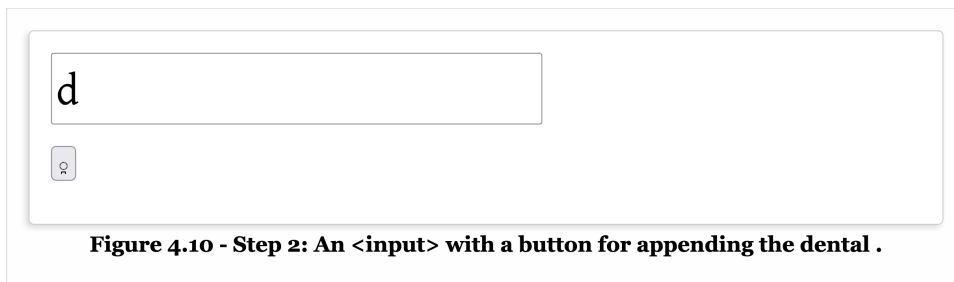 d
◌̪
Figure 4.10 - Step 2: An <input> with a button for appending the dental .